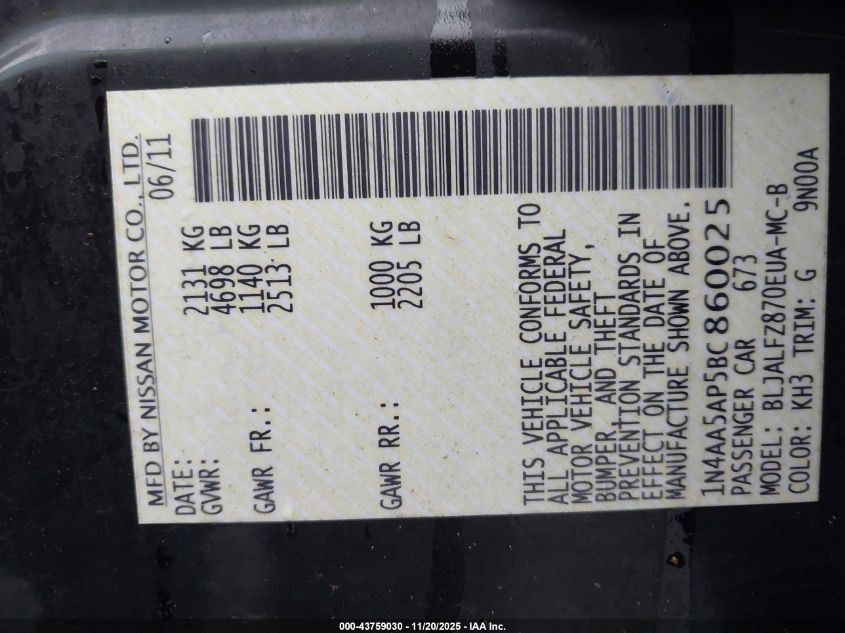 MFD BY NISSAN MOTOR CO., LTD.
DATE: 06/11
GVWR: 2131 KG
4698 LB
GAWR FR.: 1140 KG
2513 LB
GAWR RR.: 1000 KG
2205 LB
THIS VEHICLE CONFORMS TO
ALL APPLICABLE FEDERAL
MOTOR VEHICLE SAFETY,
BUMPER, AND THEFT
PREVENTION STANDARDS IN
EFFECT ON THE DATE OF
MANUFACTURE SHOWN ABOVE.
1N4AA5AP5BC860025
PASSENGER CAR 673
MODEL: BLJALFZ870EUA-MC-B
COLOR: KH3 TRIM: G 9N00A
000-43759030 - 11/20/2025 - IAA Inc.